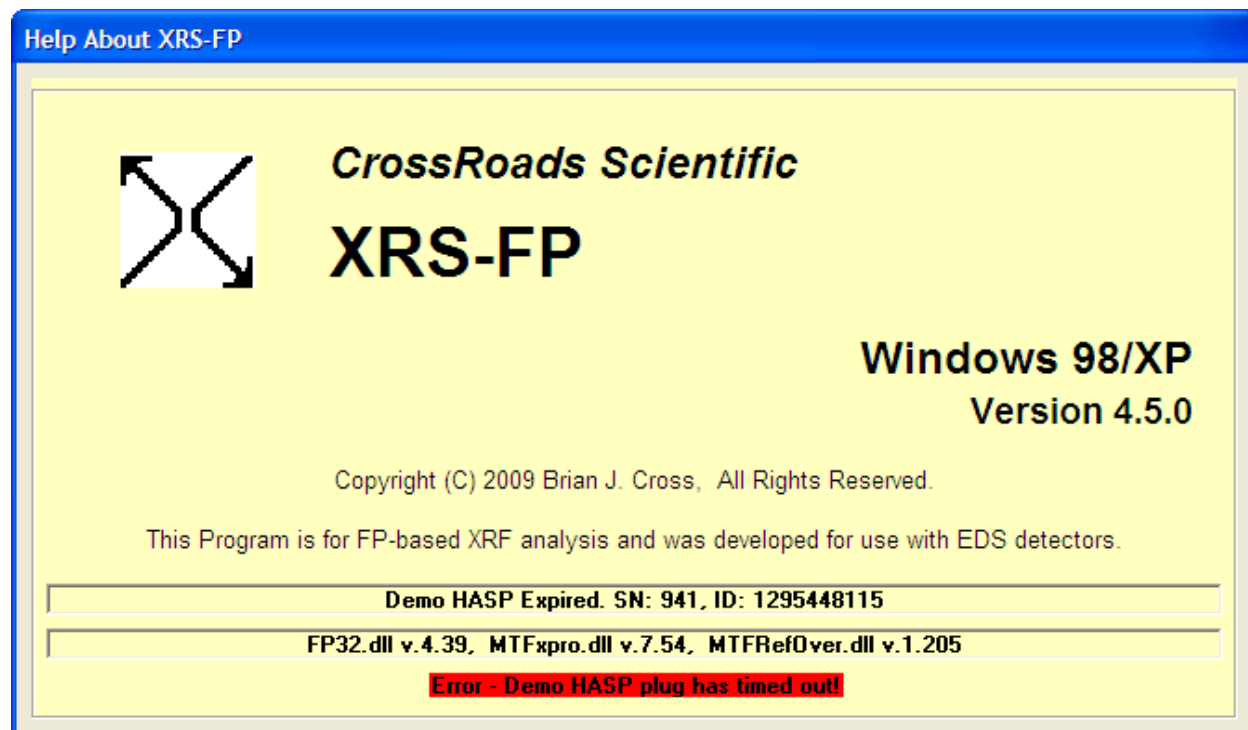 Help About XRS-FP
CrossRoads Scientific
XRS-FP
Windows 98/XP
Version 4.5.0
Copyright (C) 2009 Brian J. Cross,  All Rights Reserved.
This Program is for FP-based XRF analysis and was developed for use with EDS detectors.
Demo HASP Expired. SN: 941, ID: 1295448115
FP32.dll v.4.39,  MTFxpro.dll v.7.54,  MTFRefOver.dll v.1.205
Error - Demo HASP plug has timed out!